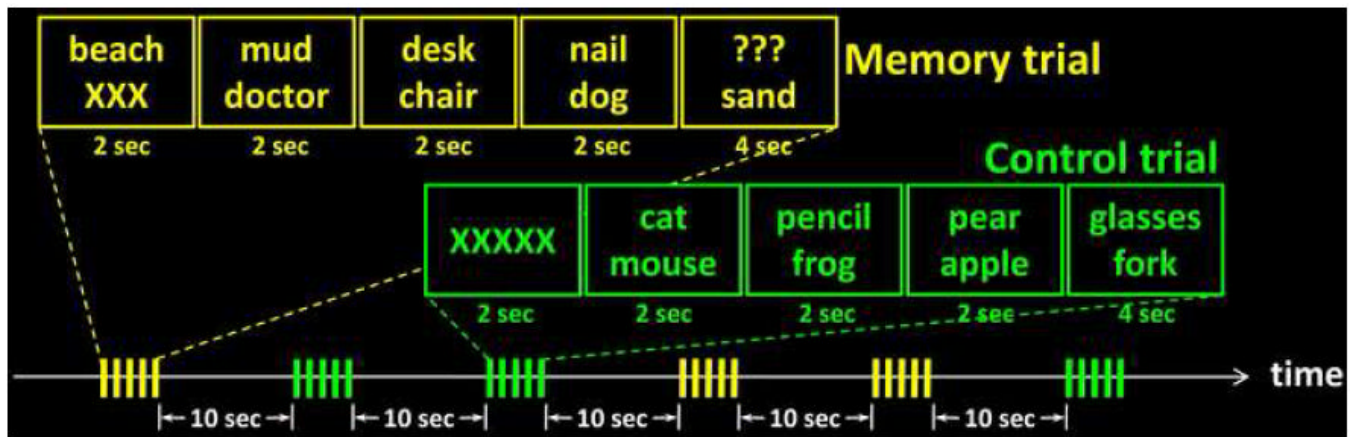 beach
XXX
mud
doctor
desk
chair
nail
dog
???
sand
Memory trial
2 sec
2 sec
2 sec
2 sec
4 sec
Control trial
XXXXX
cat
mouse
pencil
frog
pear
apple
glasses
fork
2 sec
2 sec
2 sec
2 sec
4 sec
time
10 sec
10 sec
10 sec
10 sec
10 sec